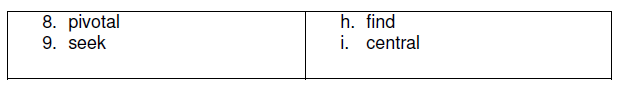 8. pivotal
9. seek
h. find
i. central